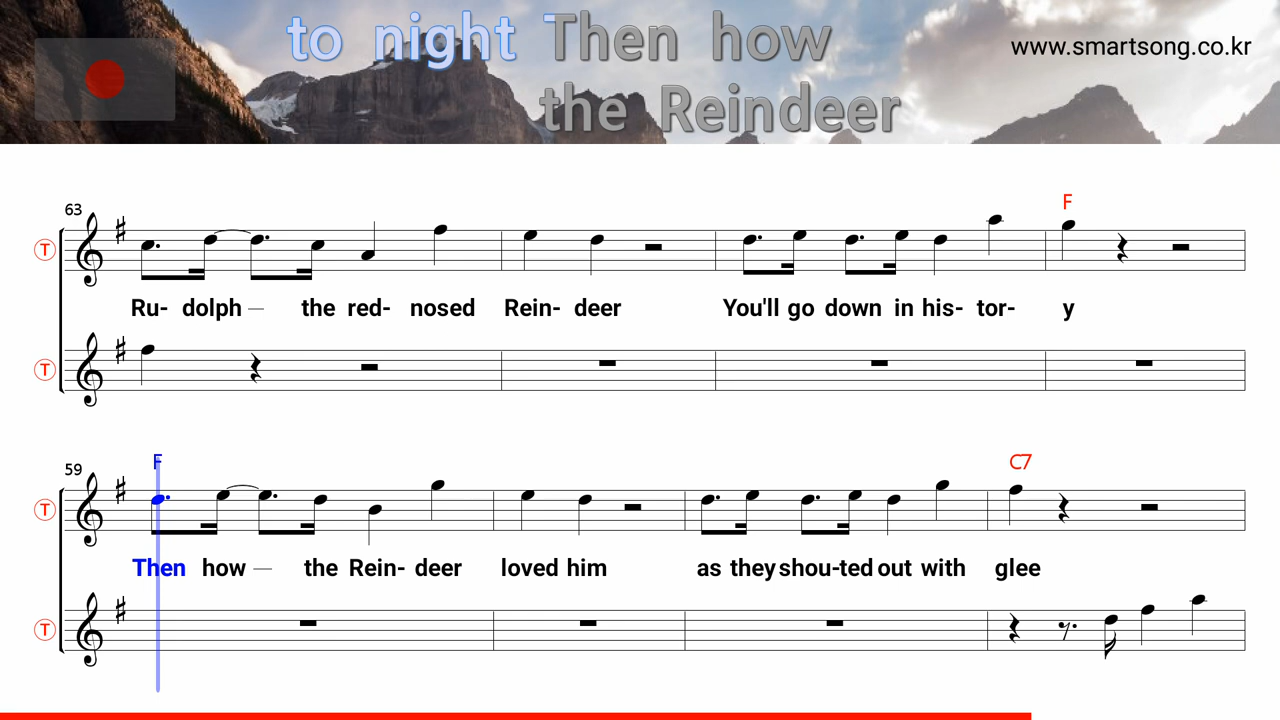 to night Then how
www.smartsong.co.kr
the Reindeer
63
F
T
Ru- dolph — the red- nosed Rein- deer You'll go down in his- tor- y
T
59
F
C7
T
Then how — the Rein- deer loved him as they shou-ted out with glee
T